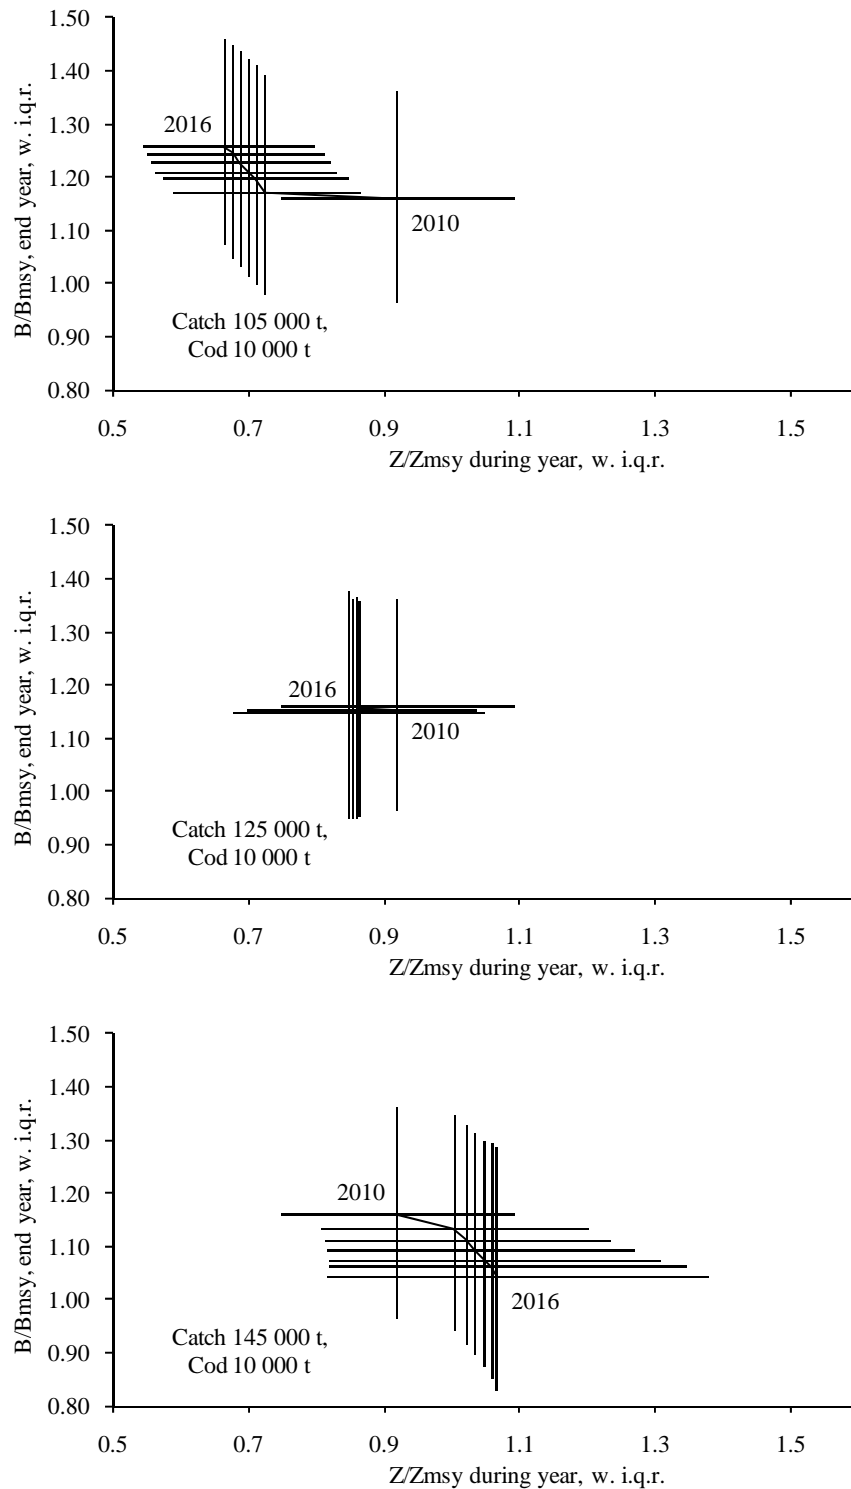 1.50
1.40
1.30
1.20
1.10
1.00
0.90
0.80
B/Bmsy, end year, w. i.q.r.
2016
2010
Catch 105 000 t,
Cod 10 000 t
0.5 0.7 0.9 1.1 1.3 1.5
Z/Zmsy during year, w. i.q.r.
1.50
1.40
1.30
1.20
1.10
1.00
0.90
0.80
B/Bmsy, end year, w. i.q.r.
2016
2010
Catch 125 000 t,
Cod 10 000 t
0.5 0.7 0.9 1.1 1.3 1.5
Z/Zmsy during year, w. i.q.r.
1.50
1.40
1.30
1.20
1.10
1.00
0.90
0.80
B/Bmsy, end year, w. i.q.r.
2010
2016
Catch 145 000 t,
Cod 10 000 t
0.5 0.7 0.9 1.1 1.3 1.5
Z/Zmsy during year, w. i.q.r.